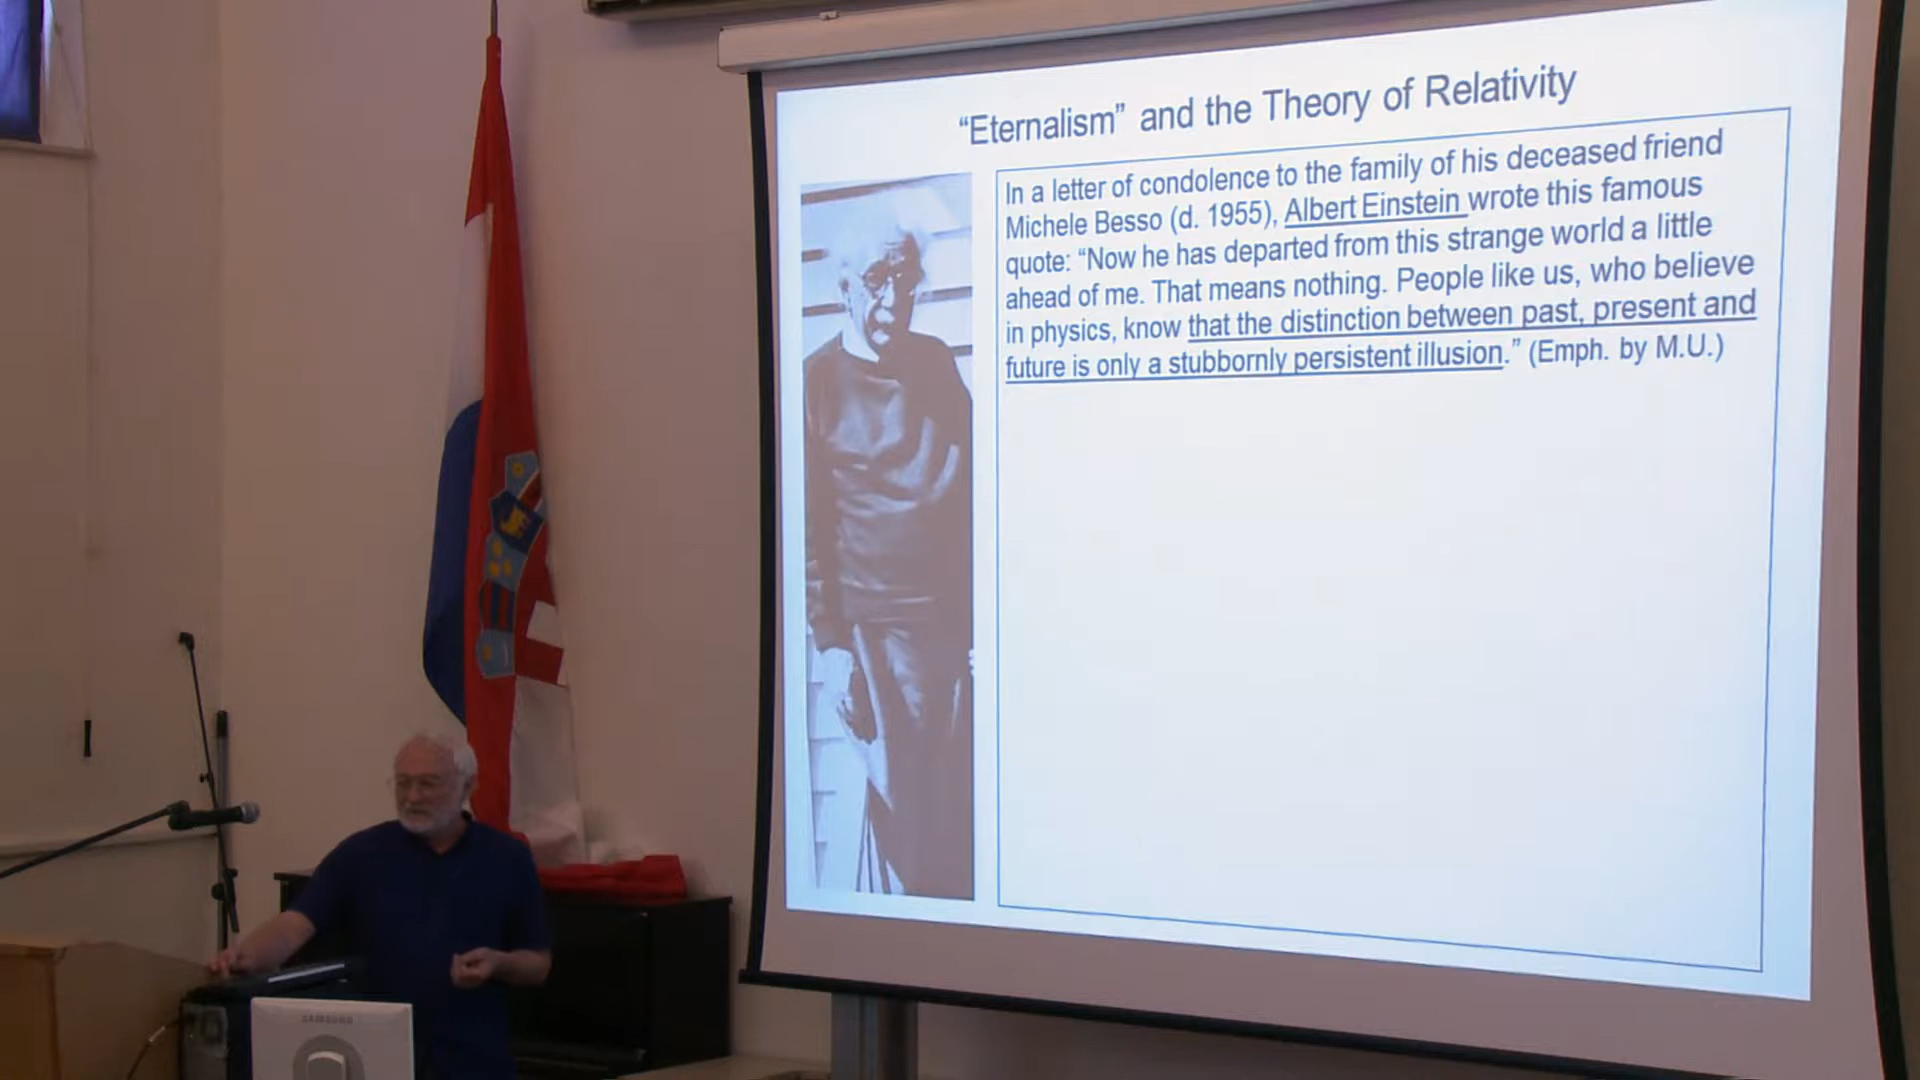 “Eternalism” and the Theory of Relativity
In a letter of condolence to the family of his deceased friend
Michele Besso (d. 1955), Albert Einstein wrote this famous
quote: “Now he has departed from this strange world a little
ahead of me. That means nothing. People like us, who believe
in physics, know that the distinction between past, present and
future is only a stubbornly persistent illusion.” (Emph. by M.U.)
SAMSUNG